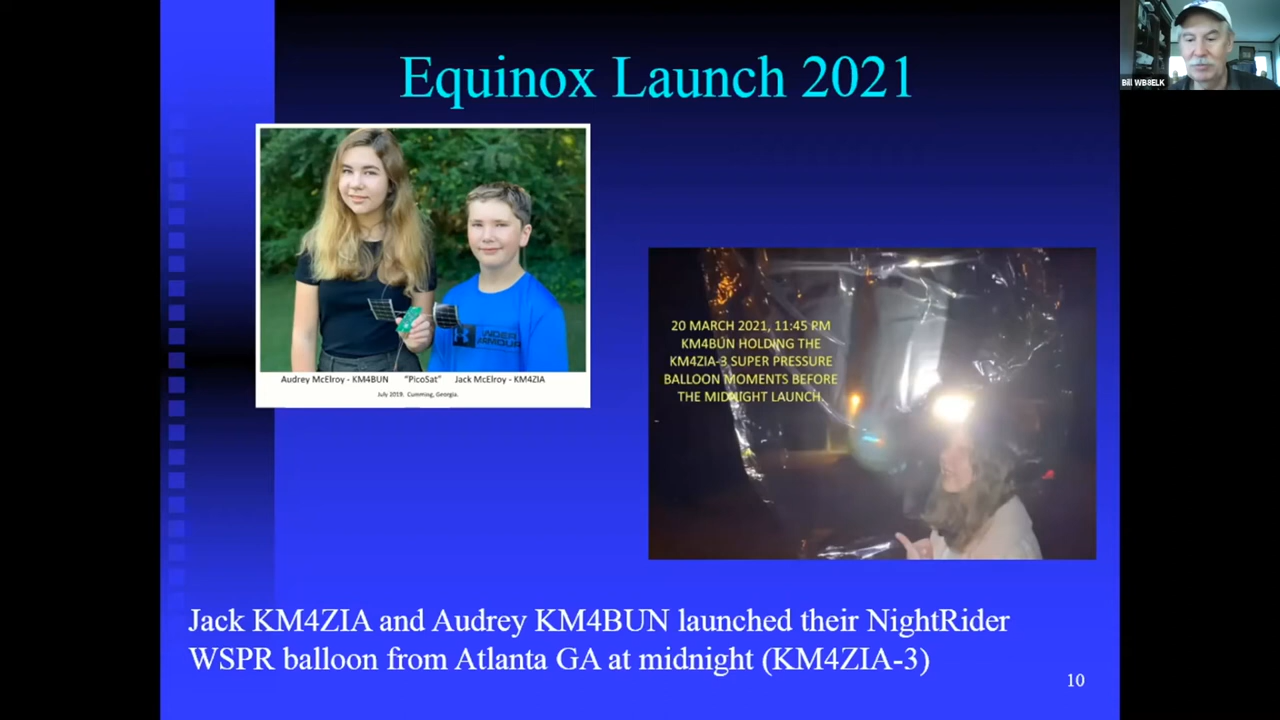 Equinox Launch 2021
Bill WB8ELK
UNDER
ARMOUR
Audrey McElroy - KM4BUN "PicoSat" Jack McElroy - KM4ZIA
July 2019. Cumming, Georgia.
20 MARCH 2021, 11:45 PM
KM4BUN HOLDING THE
KM4ZIA-3 SUPER PRESSURE
BALLOON MOMENTS BEFORE
THE MIDNIGHT LAUNCH.
Jack KM4ZIA and Audrey KM4BUN launched their NightRider
WSPR balloon from Atlanta GA at midnight (KM4ZIA-3)
10